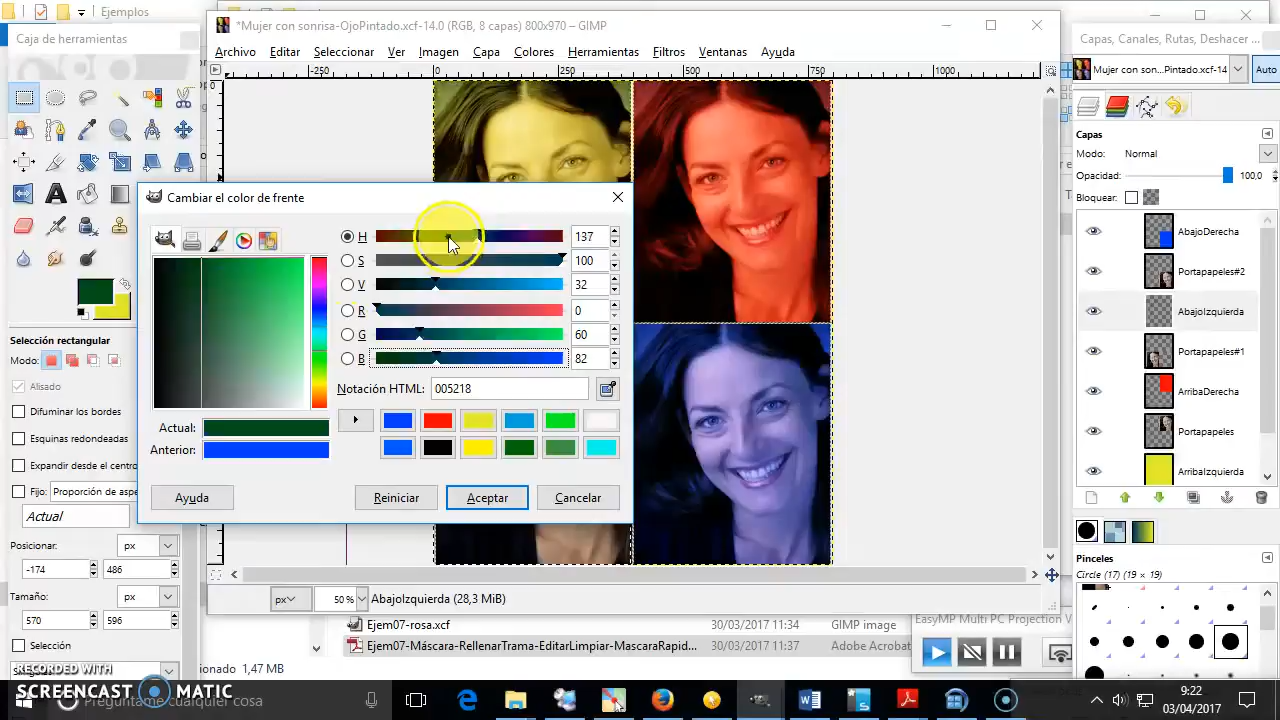 Ejemplos
*Mujer con sonrisa-OjoPintado.xcf-14.0 (RGB, 8 capas) 800x970 – GIMP
Caja de herramientas
Capas, Canales, Rutas, Deshacer ...
Archivo Editar Seleccionar Ver Imagen Capa Colores Herramientas Filtros Ventanas Ayuda
Mujer con son...Pintado.xcf-14 Auto
-250 0 250 500 750 1000
0
Capas
Modo: Normal
Opacidad: 100,0
Bloquear:
AbajoDerecha
Portapapeles#2
AbajoIzquierda
Portapapeles#1
ArribaDerecha
Portapapeles
ArribaIzquierda
Cambiar el color de frente
H 137
S 100
V 32
R 0
G 60
B 82
Notación HTML: 005218
Actual:
Anterior:
Ayuda Reiniciar Aceptar Cancelar
Selección rectangular
Modo:
Alisado
Difuminar los bordes
Esquinas redondeadas
Expandir desde el centro
Fijo: Proporción de aspe
Actual
Posicionar: px
-174 486
Tamaño: px
570 596
Selección
px 50 % AbajoIzquierda (28,3 MiB)
Pinceles
Circle (17) (19 × 19)
Ejem07-rosa.xcf 30/03/2017 11:34 GIMP image
Ejem07-Máscara-RellenarTrama-EditarLimpiar-MascaraRapid... 30/03/2017 11:37 Adobe Acrobat
EasyMP Multi PC Projection V
cionado 1,47 MB
RECORDED WITH
SCREENCAST MATIC
Pregúntame cualquier cosa
9:22
03/04/2017